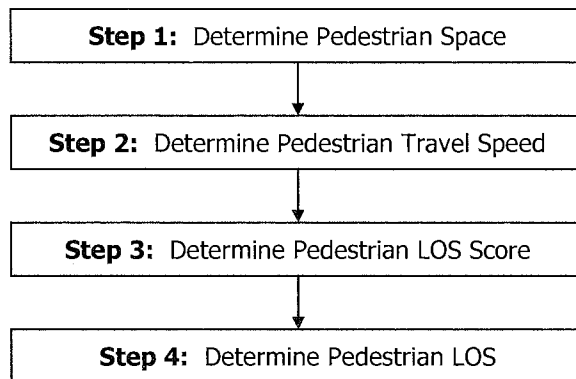 Step 1: Determine Pedestrian Space
Step 2: Determine Pedestrian Travel Speed
Step 3: Determine Pedestrian LOS Score
Step 4: Determine Pedestrian LOS